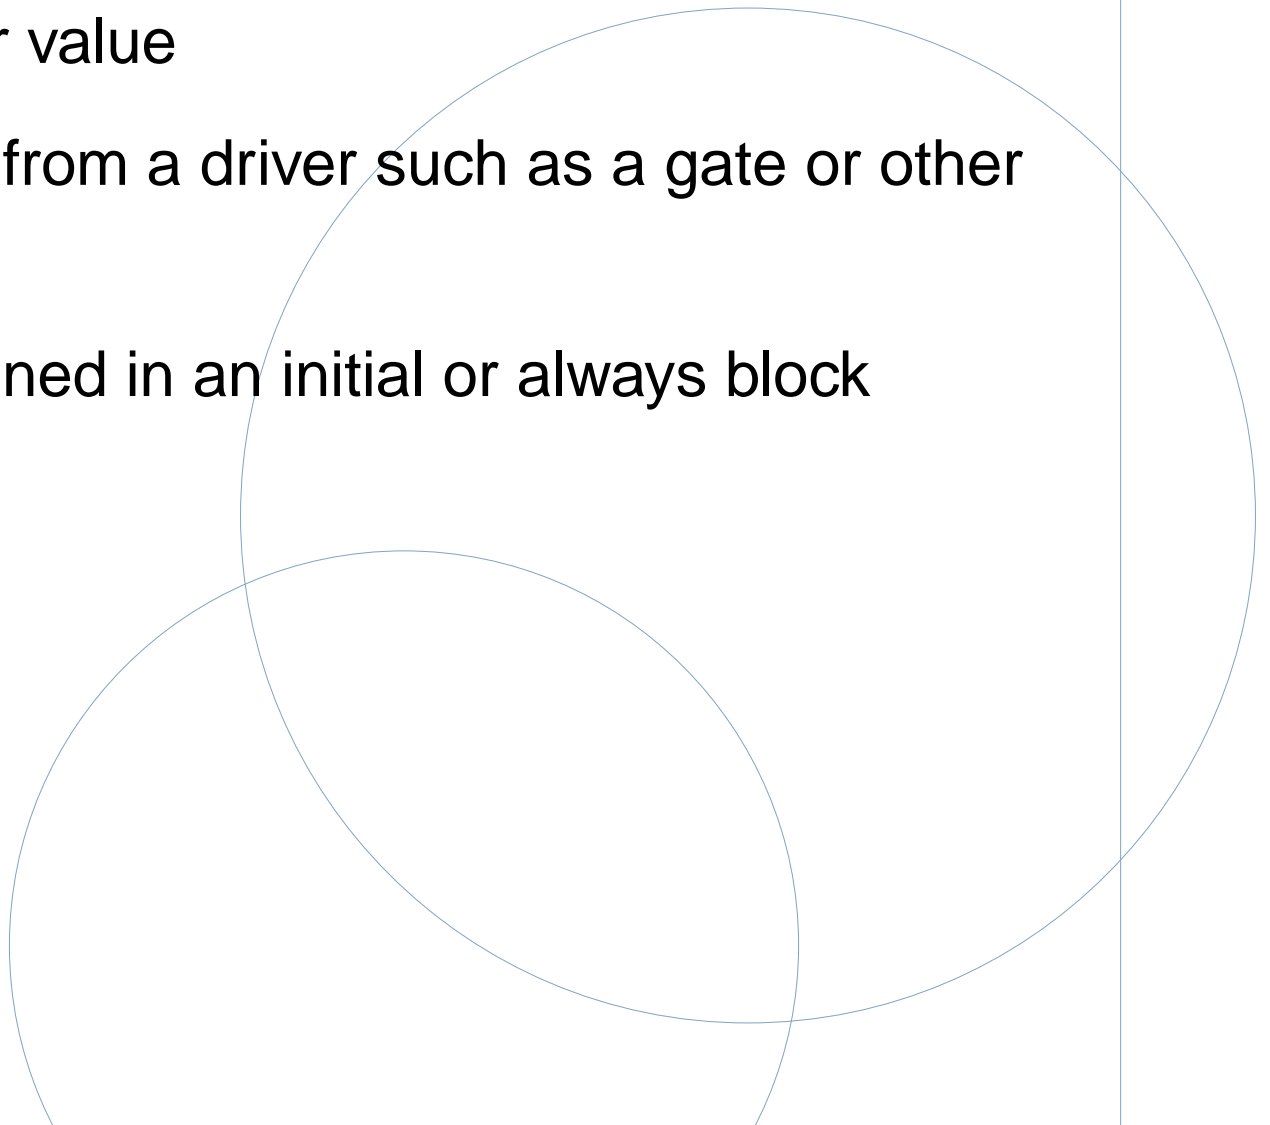 value
from a driver such as a gate or other
ned in an initial or always block